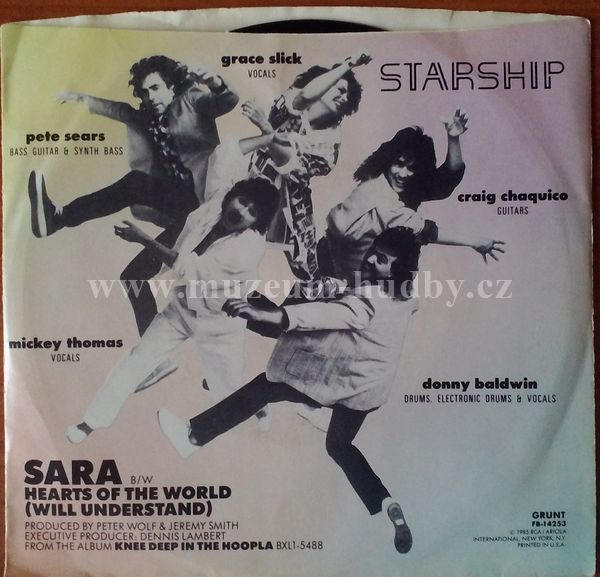 grace slick
VOCALS
STARSHIP
pete sears
BASS GUITAR & SYNTH BASS
craig chaquico
GUITARS
www.muzeum-hudby.cz
mickey thomas
VOCALS
donny baldwin
DRUMS, ELECTRONIC DRUMS & VOCALS
SARA B/W
HEARTS OF THE WORLD
(WILL UNDERSTAND)
PRODUCED BY PETER WOLF & JEREMY SMITH
EXECUTIVE PRODUCER: DENNIS LAMBERT
FROM THE ALBUM KNEE DEEP IN THE HOOPLA BXL1-5488
GRUNT
FB-14253
© 1985 RCA / ARIOLA
INTERNATIONAL, NEW YORK, N.Y.
PRINTED IN U.S.A.